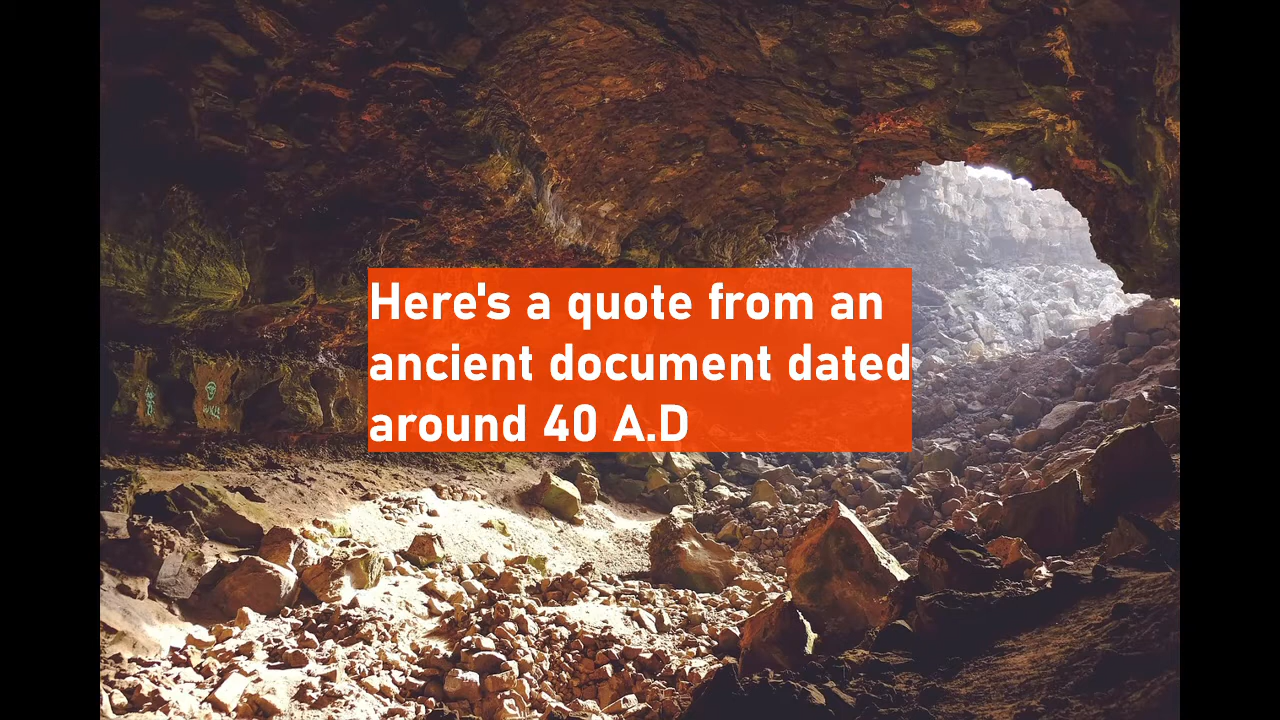 Here's a quote from an
ancient document dated
around 40 A.D